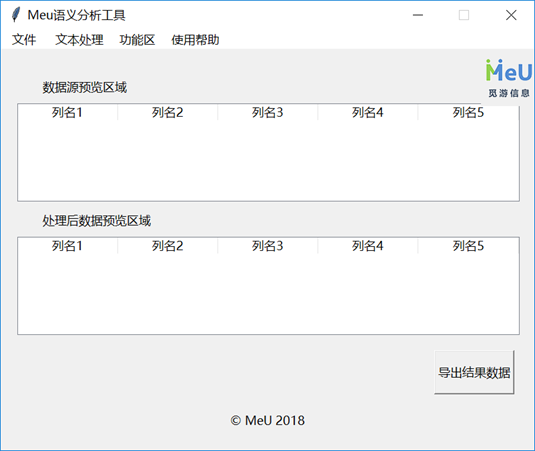 Meu语义分析工具
文件 文本处理 功能区 使用帮助
MeU
觅游信息
数据源预览区域
列名1 列名2 列名3 列名4 列名5
处理后数据预览区域
列名1 列名2 列名3 列名4 列名5
导出结果数据
© MeU 2018